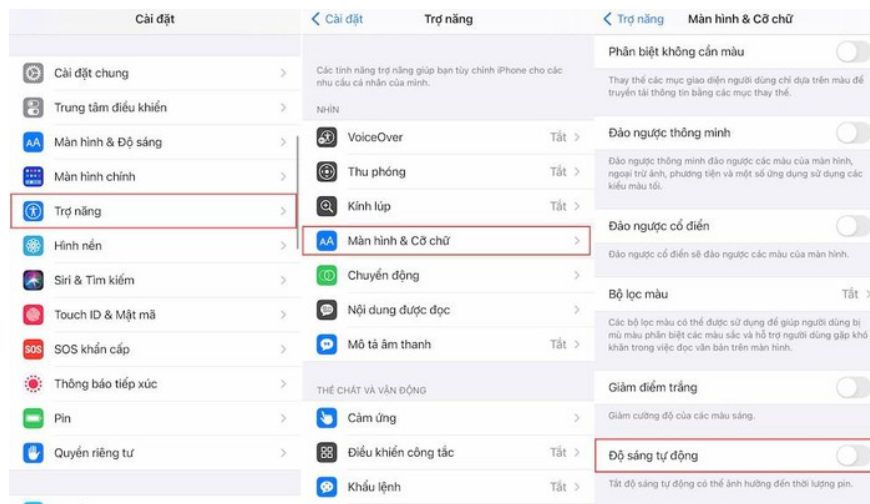 Cài đặt
Cài đặt chung
Trung tâm điều khiển
AA Màn hình & Độ sáng
Màn hình chính
Trợ năng
Hình nền
Siri & Tìm kiếm
Touch ID & Mật mã
SOS SOS khẩn cấp
Thông báo tiếp xúc
Pin
Quyền riêng tư
Cài đặt Trợ năng
Các tính năng trợ năng giúp bạn tùy chỉnh iPhone cho các
nhu cầu cá nhân của mình.
NHÌN
VoiceOver Tắt
Thu phóng Tắt
Kính lúp Tắt
AA Màn hình & Cỡ chữ
Chuyển động
Nội dung được đọc
Mô tả âm thanh Tắt
THỂ CHẤT VÀ VẬN ĐỘNG
Cảm ứng
Điều khiển công tắc Tắt
Khẩu lệnh Tắt
Trợ năng Màn hình & Cỡ chữ
Phân biệt không cần màu
Thay thế các mục giao diện người dùng chỉ dựa trên màu để
truyền tải thông tin bằng các mục thay thế.
Đảo ngược thông minh
Đảo ngược thông minh đảo ngược các màu của màn hình,
ngoại trừ ảnh, phương tiện và một số ứng dụng sử dụng các
kiểu màu tối.
Đảo ngược cổ điển
Đảo ngược cổ điển sẽ đảo ngược các màu của màn hình.
Bộ lọc màu Tắt
Các bộ lọc màu có thể được sử dụng để giúp người dùng bị
mù màu phân biệt các màu sắc và hỗ trợ người dùng gặp khó
khăn trong việc đọc văn bản trên màn hình.
Giảm điểm trắng
Giảm cường độ của các màu sáng.
Độ sáng tự động
Tắt độ sáng tự động có thể ảnh hưởng đến thời lượng pin.